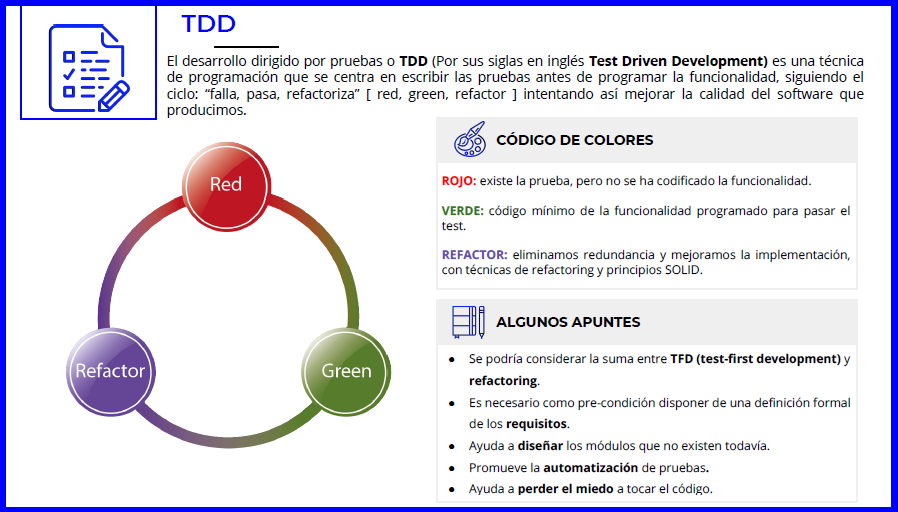 TDD
El desarrollo dirigido por pruebas o TDD (Por sus siglas en inglés Test Driven Development) es una técnica
de programación que se centra en escribir las pruebas antes de programar la funcionalidad, siguiendo el
ciclo: “falla, pasa, refactoriza” [ red, green, refactor ] intentando así mejorar la calidad del software que
producimos.
Red
Refactor
Green
CÓDIGO DE COLORES
ROJO: existe la prueba, pero no se ha codificado la funcionalidad.
VERDE: código mínimo de la funcionalidad programado para pasar el
test.
REFACTOR: eliminamos redundancia y mejoramos la implementación,
con técnicas de refactoring y principios SOLID.
ALGUNOS APUNTES
● Se podría considerar la suma entre TFD (test-first development) y
refactoring.
● Es necesario como pre-condición disponer de una definición formal
de los requisitos.
● Ayuda a diseñar los módulos que no existen todavía.
● Promueve la automatización de pruebas.
● Ayuda a perder el miedo a tocar el código.